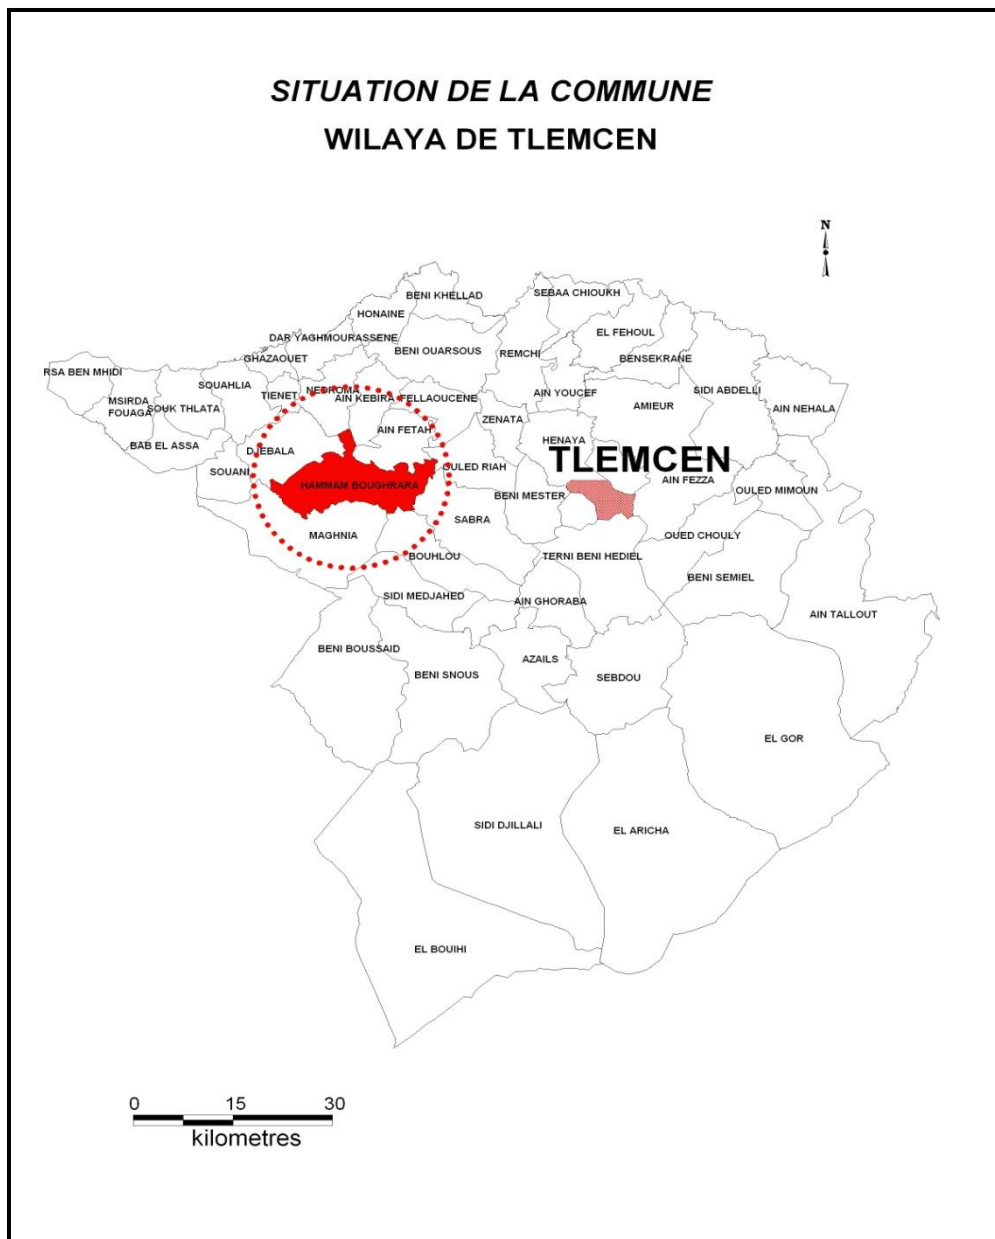 SITUATION DE LA COMMUNE
WILAYA DE TLEMCEN
N
BENI KHELLAD
SEBAA CHIOUKH
HONAINE
EL FEHOUL
DAR YAGHMOURASSENE
BENI OUARSOUS
REMCHI
GHAZAOUET
BENSEKRANE
RSA BEN MHIDI
SOUAHLIA
TIENET
NEDROMA
AIN KEBIRA
FELLAOUCENE
AIN YOUCEF
SIDI ABDELLI
MSIRDA
FOUAGA
SOUK THLATA
AMIEUR
AIN NEHALA
ZENATA
AIN FETAH
BAB EL ASSA
HENAYA
DJEBALA
TLEMCEN
SOUANI
OULED RIAH
AIN FEZZA
HAMMAM BOUGHRARA
BENI MESTER
OULED MIMOUN
SABRA
MAGHNIA
OUED CHOULY
BOUHLOU
TERNI BENI HEDIEL
BENI SEMIEL
SIDI MEDJAHED
AIN GHORABA
AIN TALLOUT
BENI BOUSSAID
AZAILS
BENI SNOUS
SEBDOU
EL GOR
SIDI DJILLALI
EL ARICHA
EL BOUIHI
0 15 30
kilometres